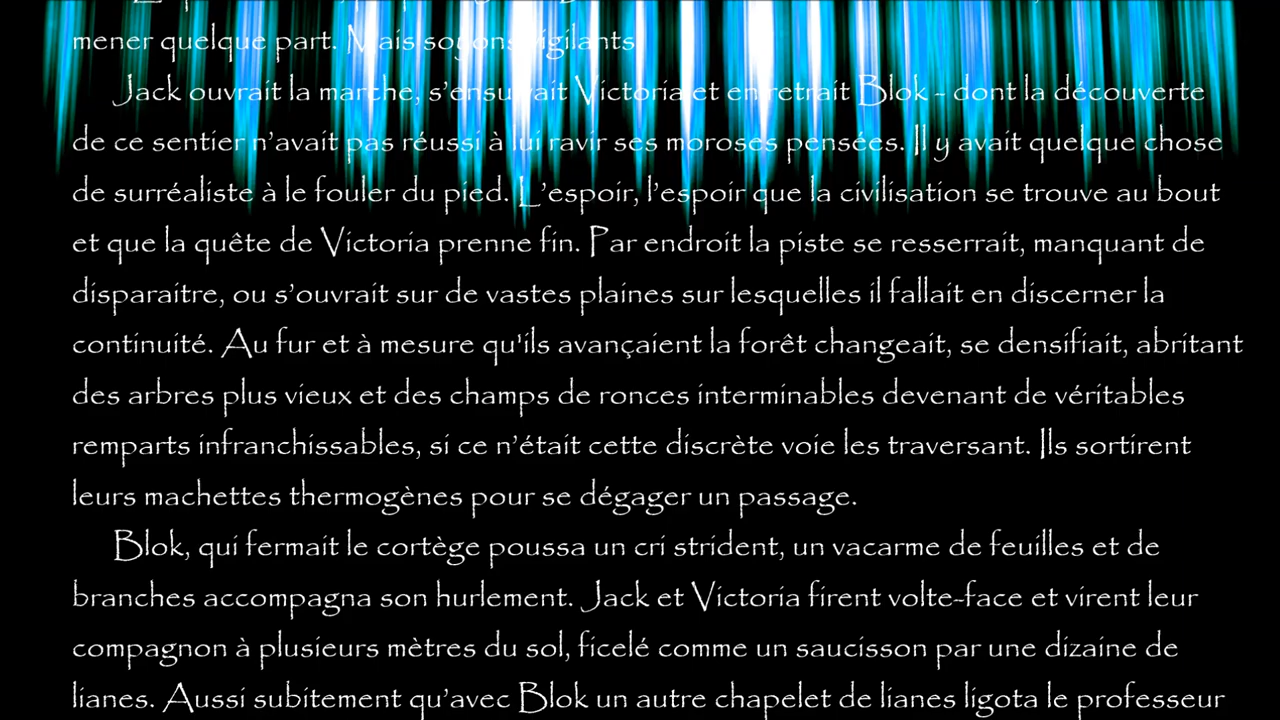 mener quelque part. Mais soyons vigilants
Jack ouvrait la marche, s’ensuivait Victoria et en retrait Blok - dont la découverte
de ce sentier n’avait pas réussi à lui ravir ses moroses pensées. Il y avait quelque chose
de surréaliste à le fouler du pied. L’espoir, l’espoir que la civilisation se trouve au bout
et que la quête de Victoria prenne fin. Par endroit la piste se resserrait, manquant de
disparaitre, ou s’ouvrait sur de vastes plaines sur lesquelles il fallait en discerner la
continuité. Au fur et à mesure qu'ils avançaient la forêt changeait, se densifiait, abritant
des arbres plus vieux et des champs de ronces interminables devenant de véritables
remparts infranchissables, si ce n’était cette discrète voie les traversant. Ils sortirent
leurs machettes thermogènes pour se dégager un passage.
Blok, qui fermait le cortège poussa un cri strident, un vacarme de feuilles et de
branches accompagna son hurlement. Jack et Victoria firent volte-face et virent leur
compagnon à plusieurs mètres du sol, ficelé comme un saucisson par une dizaine de
lianes. Aussi subitement qu’avec Blok un autre chapelet de lianes ligota le professeur